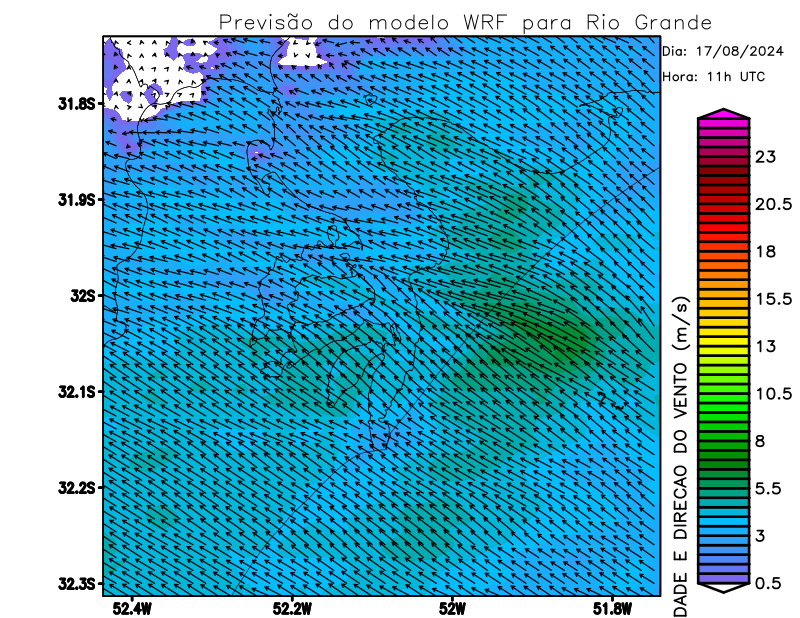 Previsão do modelo WRF para Rio Grande
Dia: 17/08/2024
Hora: 11h UTC
31.8S
31.9S
32S
32.1S
32.2S
32.3S
52.4W
52.2W
52W
51.8W
DADE E DIRECAO DO VENTO (m/s)
23
20.5
18
15.5
13
10.5
8
5.5
3
0.5